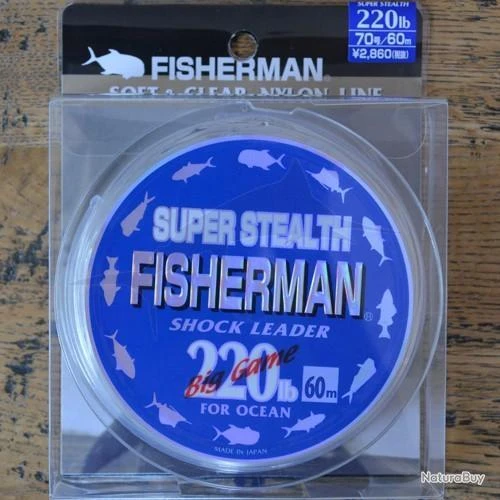 SUPER STEALTH
220lb
70号/60m
¥2,860(税抜)
FISHERMAN®
SOFT & CLEAR NYLON LINE
SUPER STEALTH
FISHERMAN®
SHOCK LEADER
220lb
Big Game
60m
FOR OCEAN
MADE IN JAPAN
NaturaBuy